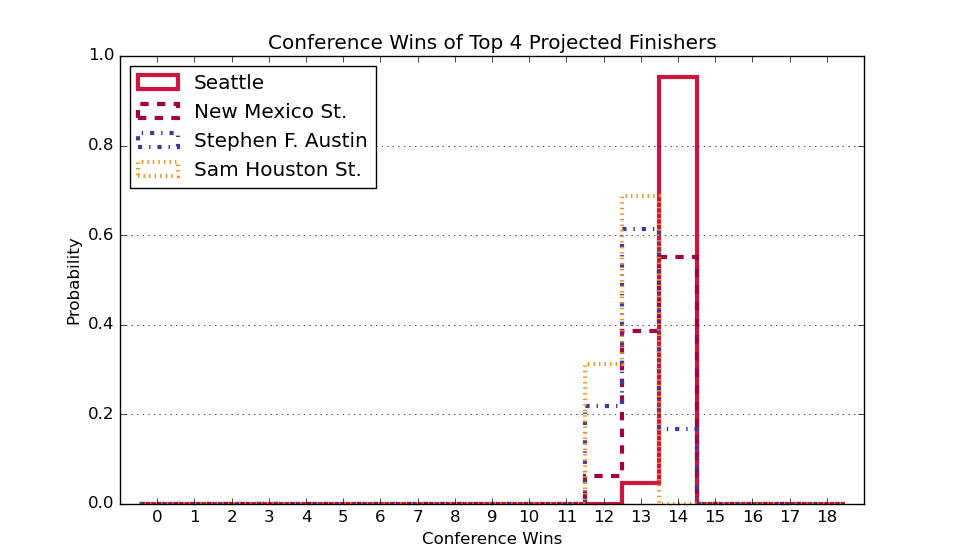 Conference Wins of Top 4 Projected Finishers
1.0
Seattle
New Mexico St.
Stephen F. Austin
Sam Houston St.
0.8
0.6
0.4
0.2
0.0
Probability
0 1 2 3 4 5 6 7 8 9 10 11 12 13 14 15 16 17 18
Conference Wins